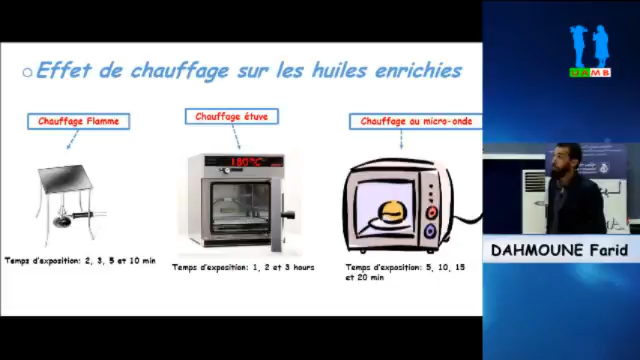 Effet de chauffage sur les huiles enrichies
Chauffage Flamme
Chauffage étuve
Chauffage au micro-onde
180°C
Temps d'exposition: 2, 3, 5 et 10 min
Temps d'exposition: 1, 2 et 3 hours
Temps d'exposition: 5, 10, 15
et 20 min
DAHMOUNE Farid